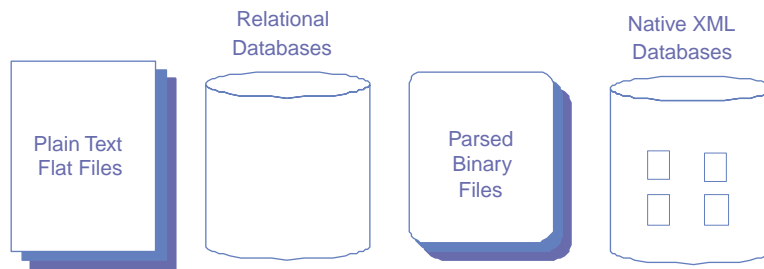 Plain Text
Flat Files
Relational
Databases
Parsed
Binary
Files
Native XML
Databases